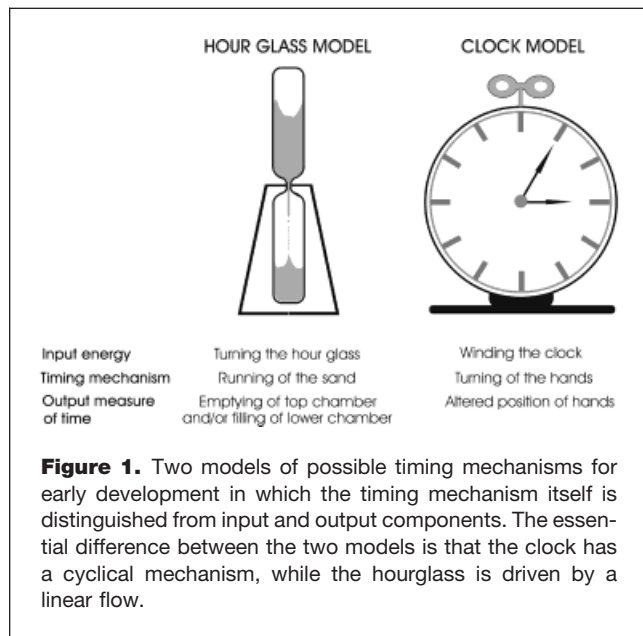 HOUR GLASS MODEL CLOCK MODEL
Input energy Turning the hour glass Winding the clock
Timing mechanism Running of the sand Turning of the hands
Output measure Emptying of top chamber Altered position of hands
of time and/or filling of lower chamber
Figure 1. Two models of possible timing mechanisms for
early development in which the timing mechanism itself is
distinguished from input and output components. The essen-
tial difference between the two models is that the clock has
a cyclical mechanism, while the hourglass is driven by a
linear flow.